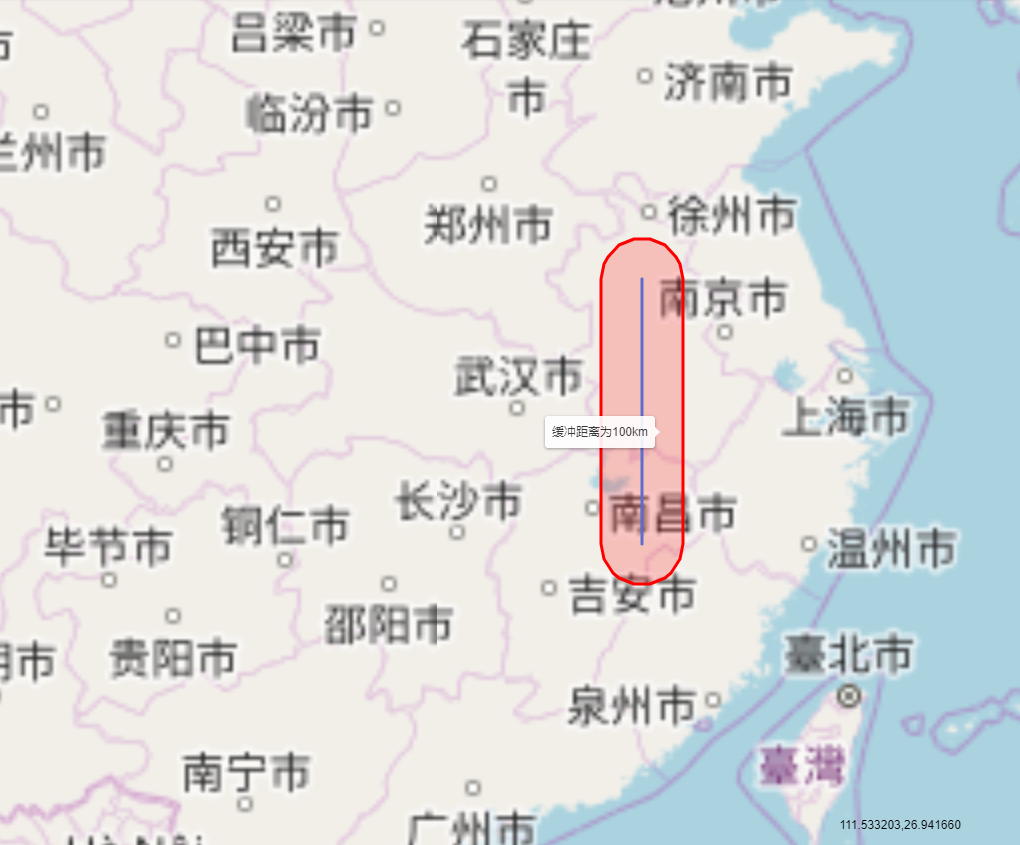 吕梁市
石家庄
市
济南市
临汾市
兰州市
徐州市
郑州市
西安市
南京市
巴中市
武汉市
市
上海市
重庆市
缓冲距离为100km
长沙市
南昌市
铜仁市
毕节市
温州市
吉安市
邵阳市
臺北市
贵阳市
明市
泉州市
臺灣
南宁市
广州市
111.533203,26.941660